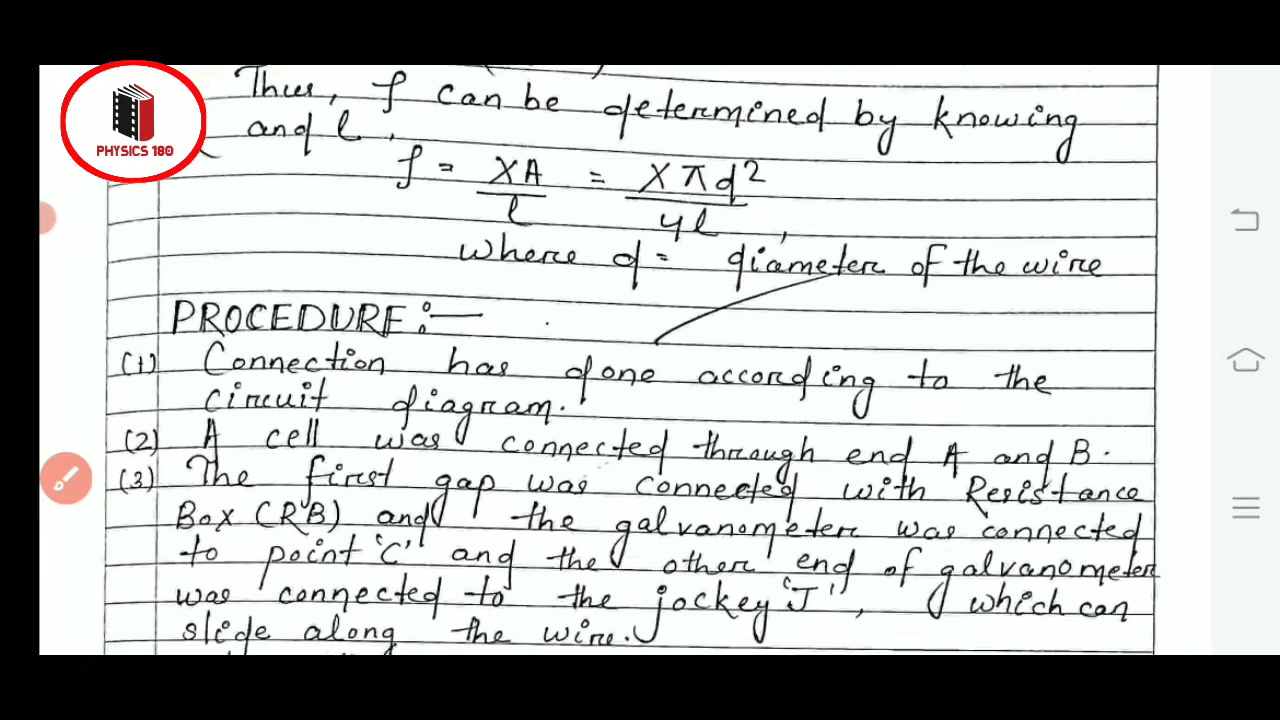 Thus, ρ can be determined by knowing
and l.
PHYSICS 180
ρ = XA/l = Xπd²/4l,
where d = diameter of the wire
PROCEDURE :—
(1) Connection has done according to the
circuit diagram.
(2) A cell was connected through end A and B.
(3) The first gap was connected with Resistance
Box (R.B) and the galvanometer was connected
to point 'C' and the other end of galvanometer
was connected to the jockey 'J', which can
slide along the wire.